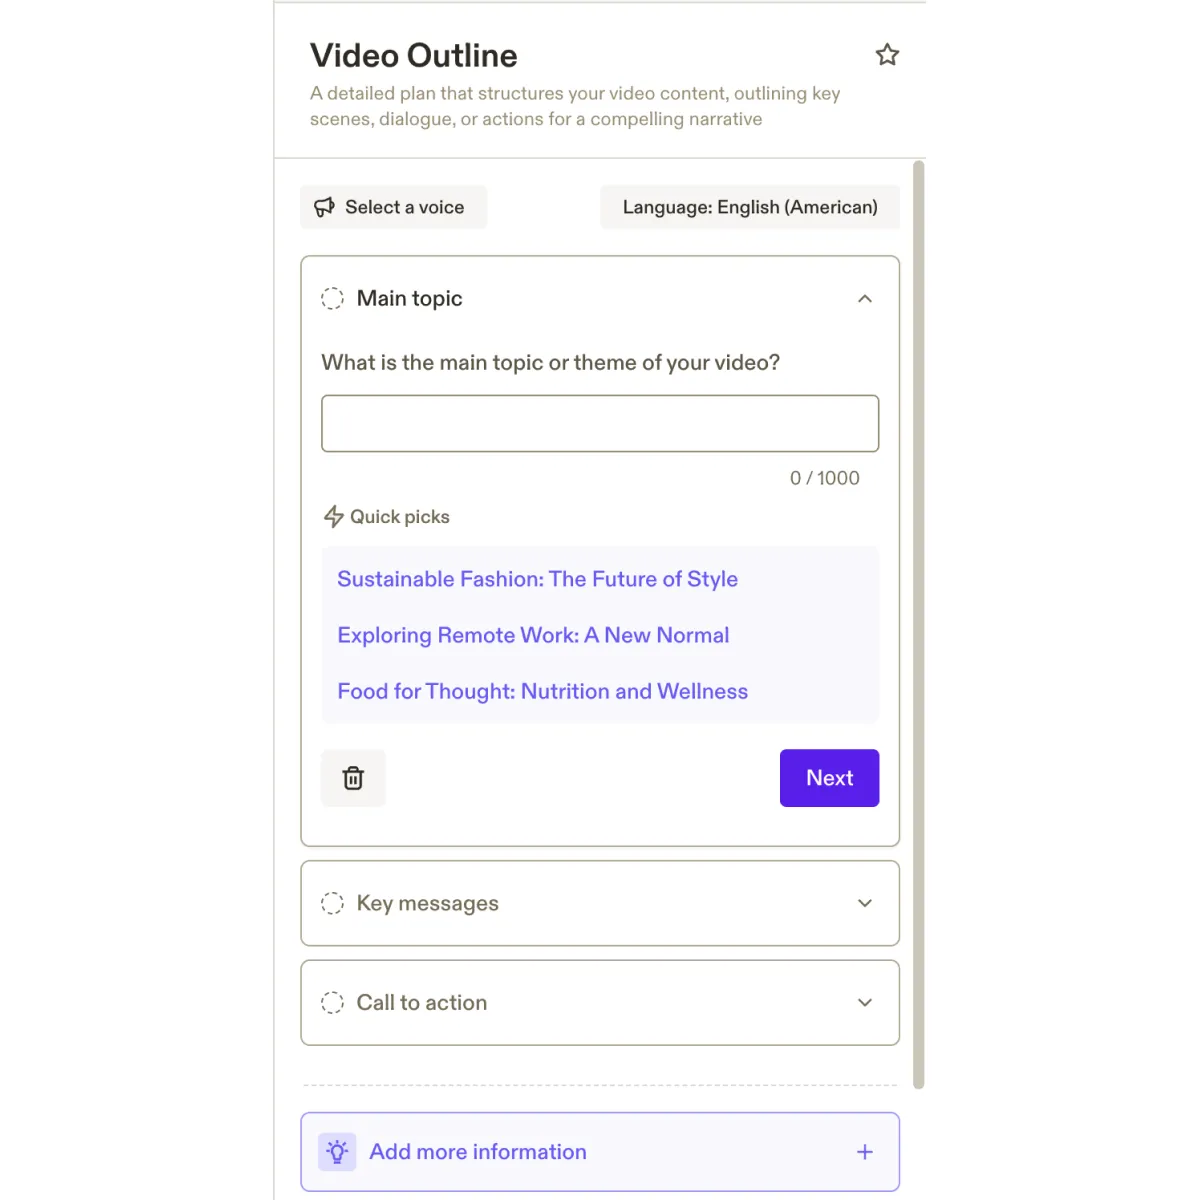 Video Outline
A detailed plan that structures your video content, outlining key
scenes, dialogue, or actions for a compelling narrative
Select a voice
Language: English (American)
Main topic
What is the main topic or theme of your video?
0 / 1000
Quick picks
Sustainable Fashion: The Future of Style
Exploring Remote Work: A New Normal
Food for Thought: Nutrition and Wellness
Next
Key messages
Call to action
Add more information